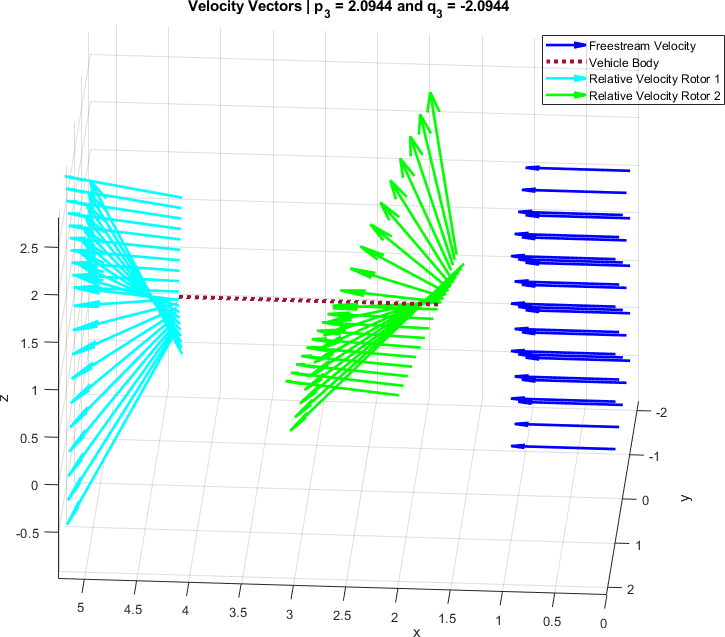 Velocity Vectors | p3 = 2.0944 and q3 = -2.0944
Freestream Velocity
Vehicle Body
Relative Velocity Rotor 1
Relative Velocity Rotor 2
2.5
2
1.5
1
0.5
0
-0.5
z
5
4.5
4
3.5
3
2.5
2
1.5
1
0.5
0
x
-2
-1
0
1
2
y